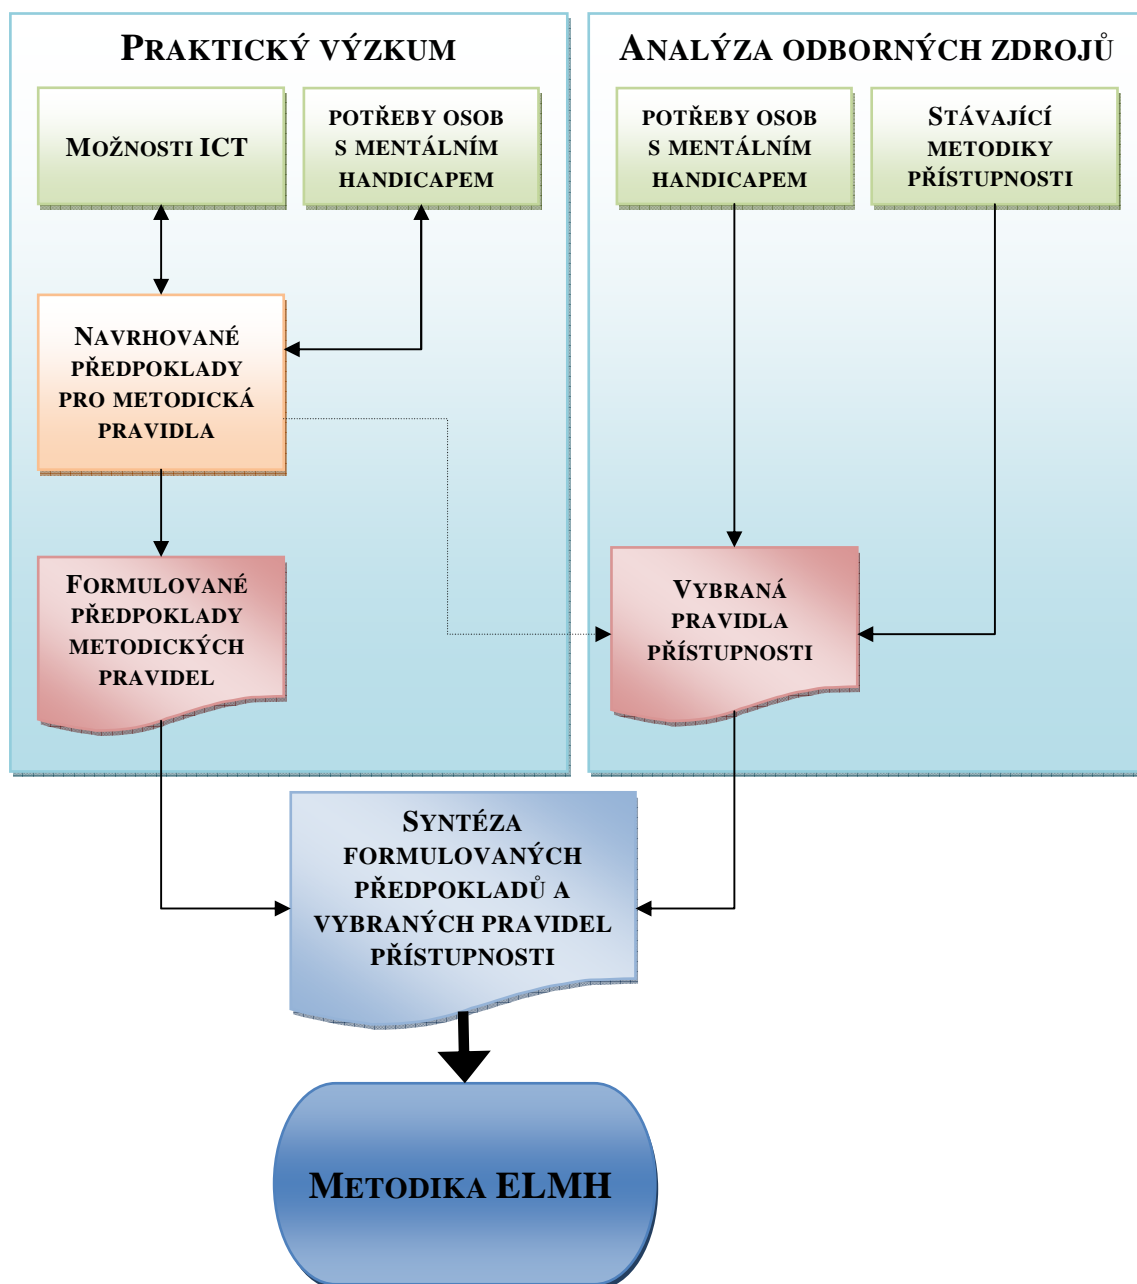 PRAKTICKÝ VÝZKUM
MOŽNOSTI ICT
POTŘEBY OSOB
S MENTÁLNÍM
HANDICAPEM
NAVRHOVANÉ
PŘEDPOKLADY
PRO METODICKÁ
PRAVIDLA
FORMULOVANÉ
PŘEDPOKLADY
METODICKÝCH
PRAVIDEL
ANALÝZA ODBORNÝCH ZDROJŮ
POTŘEBY OSOB
S MENTÁLNÍM
HANDICAPEM
STÁVAJÍCÍ
METODIKY
PŘÍSTUPNOSTI
VYBRANÁ
PRAVIDLA
PŘÍSTUPNOSTI
SYNTÉZA
FORMULOVANÝCH
PŘEDPOKLADŮ A
VYBRANÝCH PRAVIDEL
PŘÍSTUPNOSTI
METODIKA ELMH